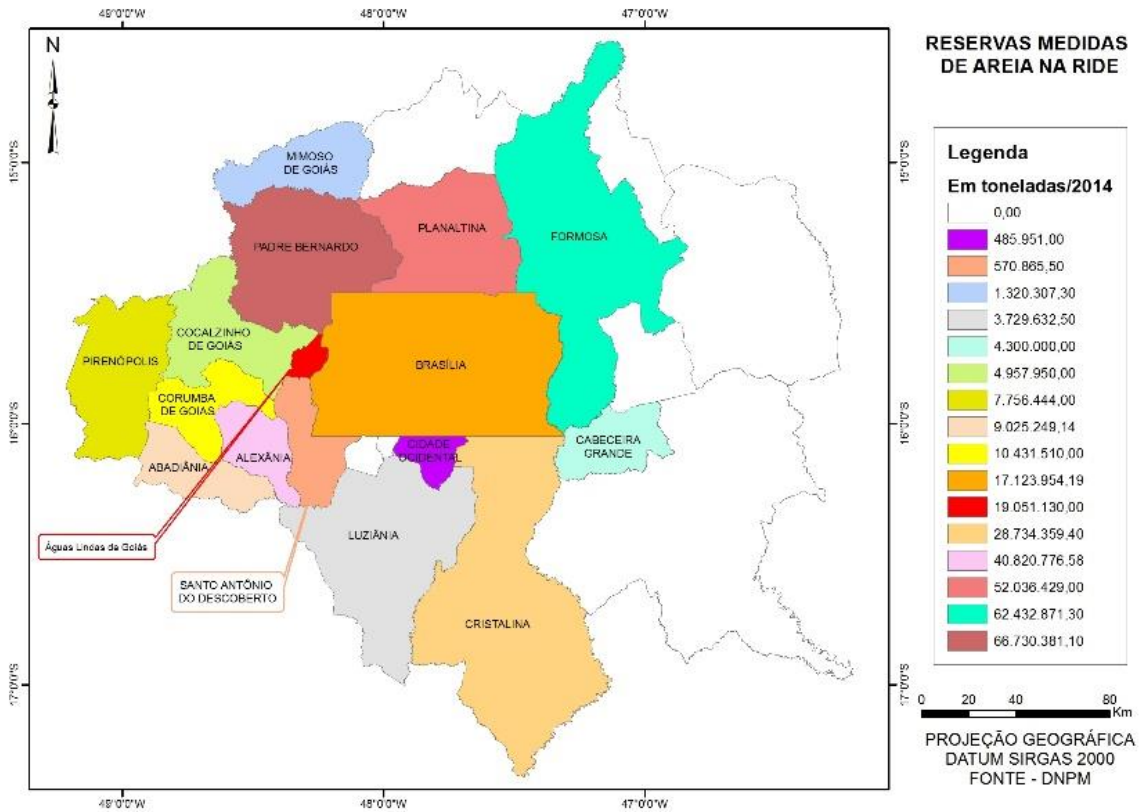 49°0'0"W
48°0'0"W
47°0'0"W
N
15°0'0"S
16°0'0"S
17°0'0"S
15°0'0"S
16°0'0"S
17°0'0"S
MIMOSO
DE GOIÁS
PADRE BERNARDO
PLANALTINA
FORMOSA
COCALZINHO
DE GOIÁS
PIRENÓPOLIS
BRASÍLIA
CORUMBA
DE GOIAS
ABADIÂNIA
ALEXÂNIA
CIDADE
OCIDENTAL
CABECEIRA
GRANDE
LUZIÂNIA
CRISTALINA
Águas Lindas de Goiás
SANTO ANTÔNIO
DO DESCOBERTO
49°0'0"W
48°0'0"W
47°0'0"W
RESERVAS MEDIDAS
DE AREIA NA RIDE
Legenda
Em toneladas/2014
0,00
485.951,00
570.865,50
1.320.307,30
3.729.632,50
4.300.000,00
4.957.950,00
7.756.444,00
9.025.249,14
10.431.510,00
17.123.954,19
19.051.130,00
28.734.359,40
40.820.776,58
52.036.429,00
62.432.871,30
66.730.381,10
0 20 40 80
Km
PROJEÇÃO GEOGRÁFICA
DATUM SIRGAS 2000
FONTE - DNPM